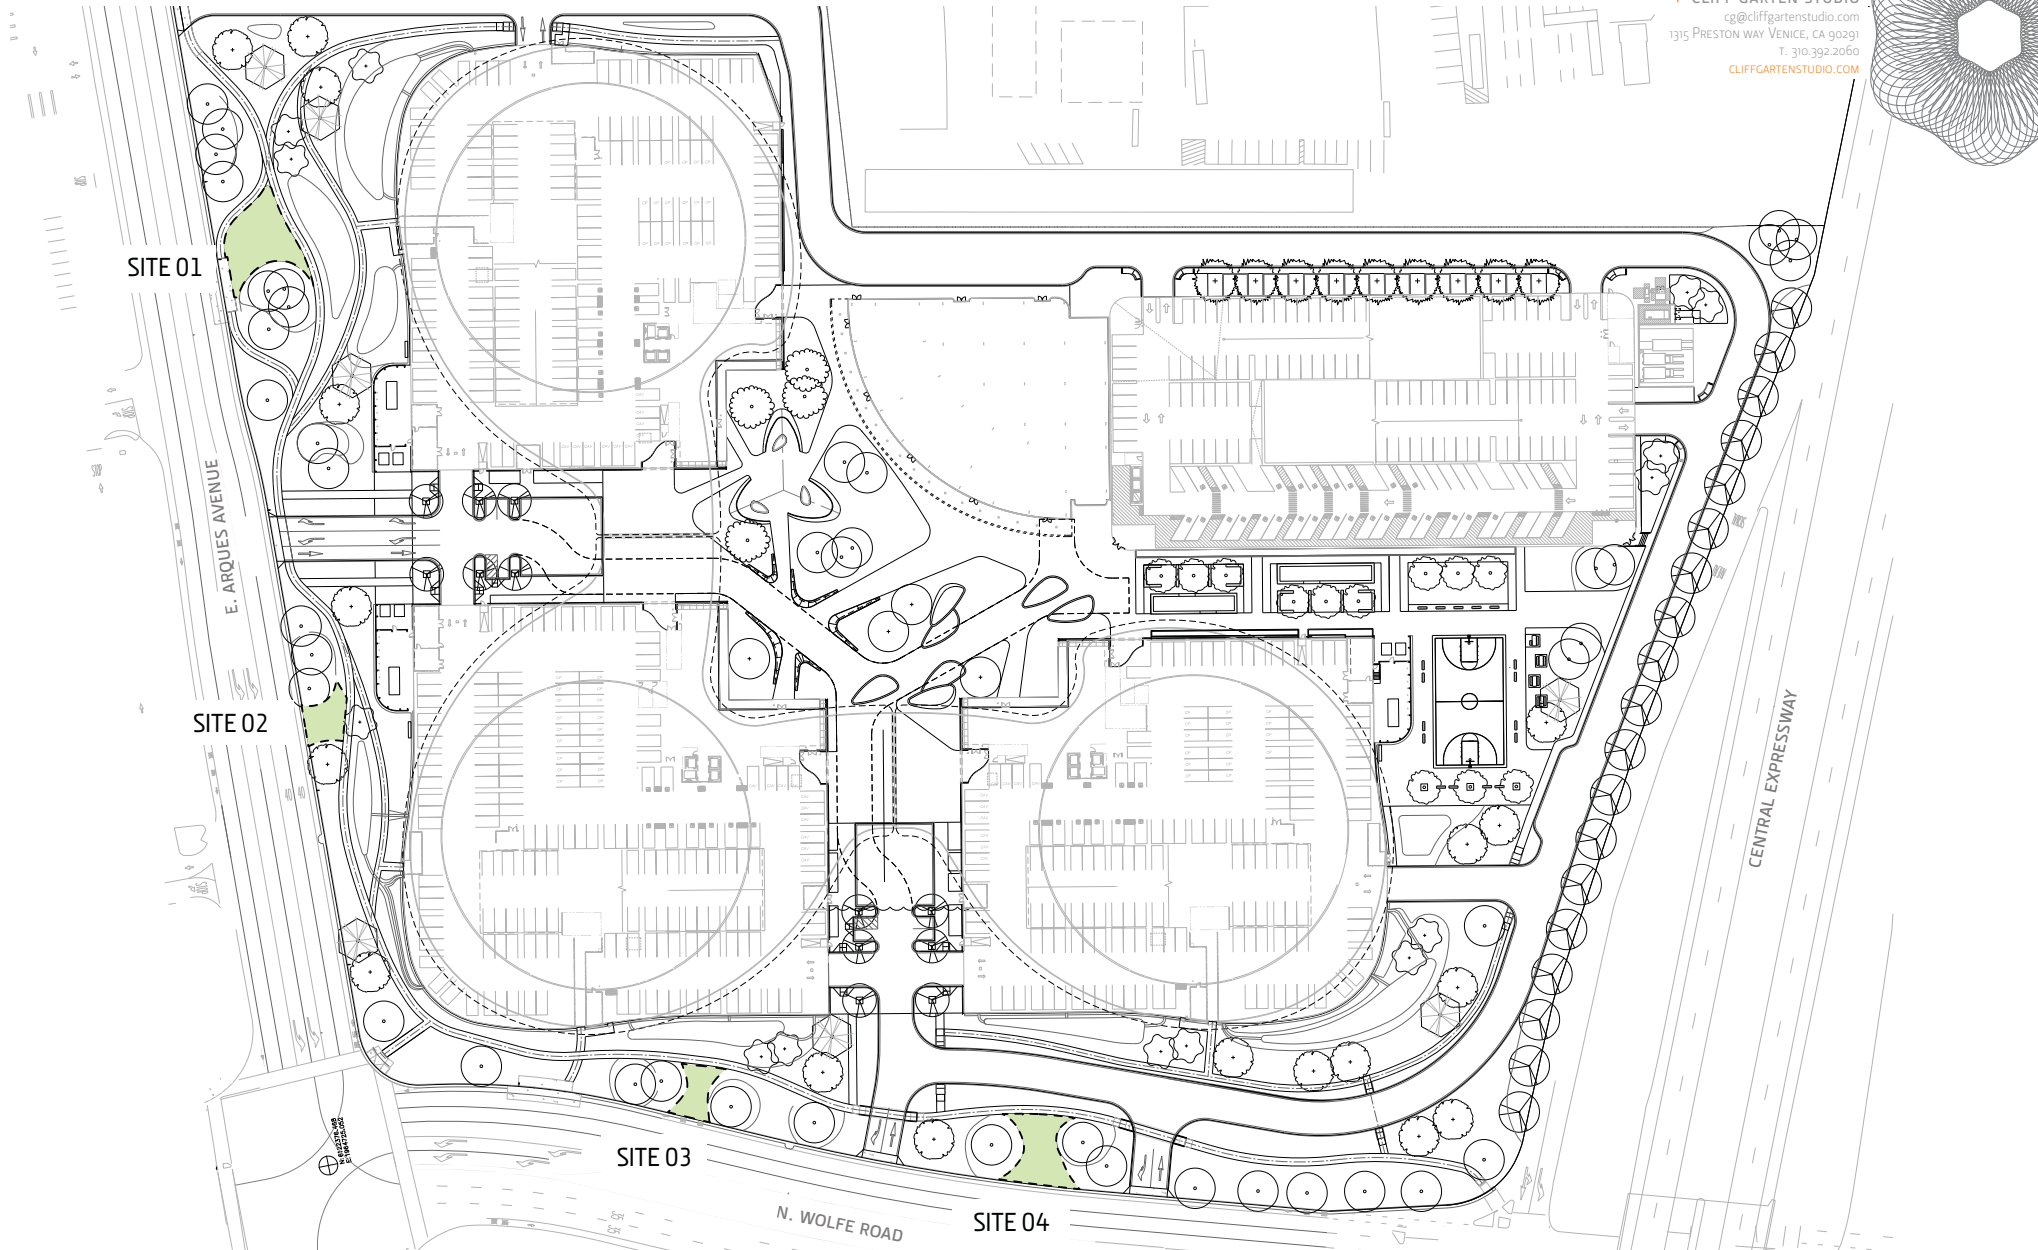 CLIFF GARTEN STUDIO
cg@cliffgartenstudio.com
1315 PRESTON WAY VENICE, CA 90291
T. 310.392.2060
CLIFFGARTENSTUDIO.COM
SITE 01
E. ARQUES AVENUE
SITE 02
CENTRAL EXPRESSWAY
SITE 03
N. WOLFE ROAD
SITE 04